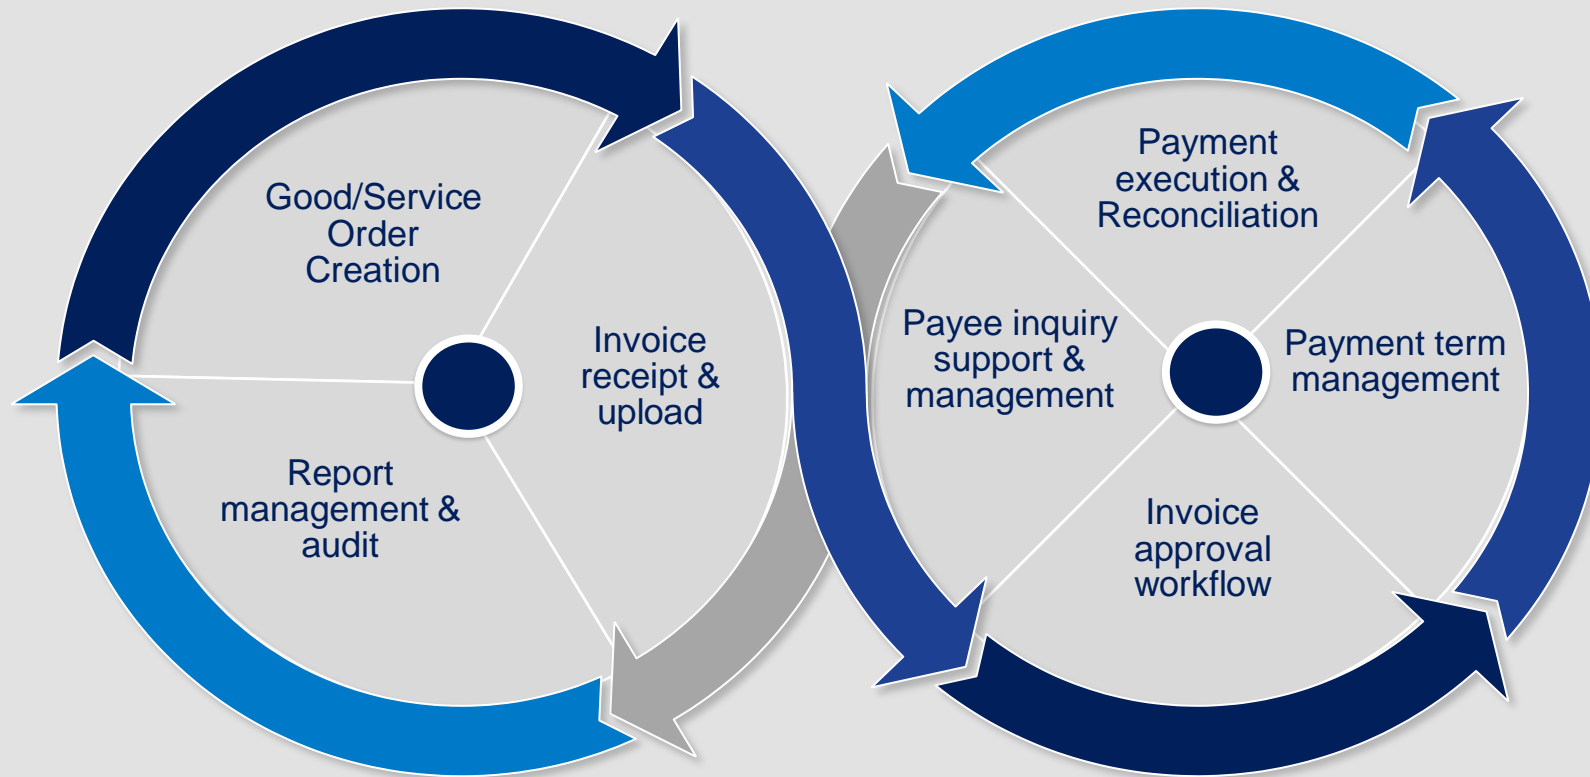 Good/Service
Order
Creation
Invoice
receipt &
upload
Report
management &
audit
Payment
execution &
Reconciliation
Payee inquiry
support &
management
Payment term
management
Invoice
approval
workflow